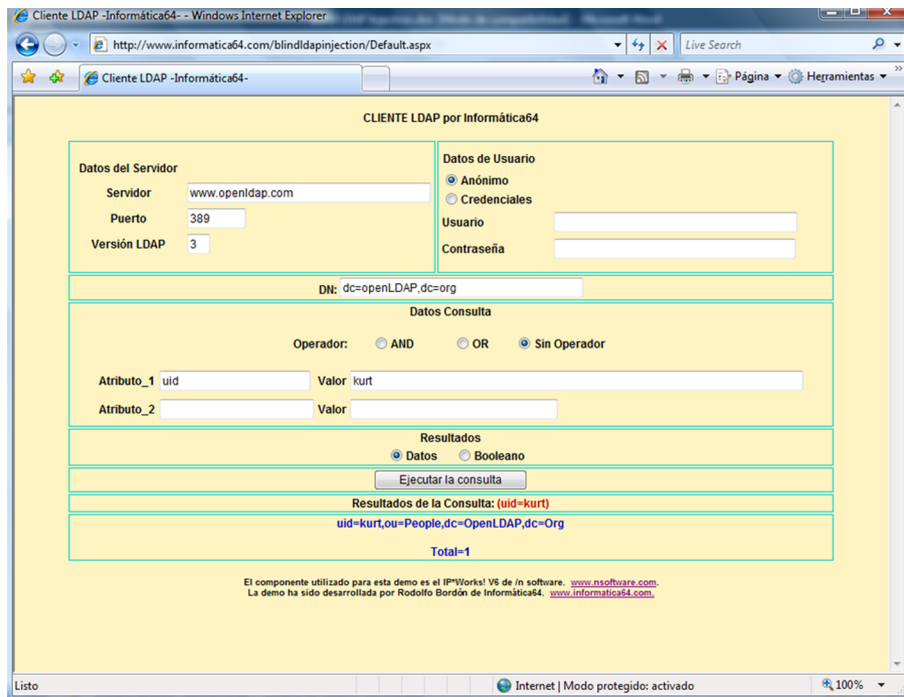 Cliente LDAP -Informática64- - Windows Internet Explorer
http://www.informatica64.com/blindldapinjection/Default.aspx
Live Search
Cliente LDAP -Informática64-
Página
Herramientas
CLIENTE LDAP por Informática64
Datos del Servidor
Servidor www.openldap.com
Puerto 389
Versión LDAP 3
Datos de Usuario
Anónimo
Credenciales
Usuario
Contraseña
DN: dc=openLDAP,dc=org
Datos Consulta
Operador: AND OR Sin Operador
Atributo_1 uid Valor kurt
Atributo_2 Valor
Resultados
Datos Booleano
Ejecutar la consulta
Resultados de la Consulta: (uid=kurt)
uid=kurt,ou=People,dc=OpenLDAP,dc=Org
Total=1
El componente utilizado para esta demo es el IP*Works! V6 de /n software. www.nsoftware.com.
La demo ha sido desarrollada por Rodolfo Bordón de Informática64. www.informatica64.com.
Listo
Internet | Modo protegido: activado
100%